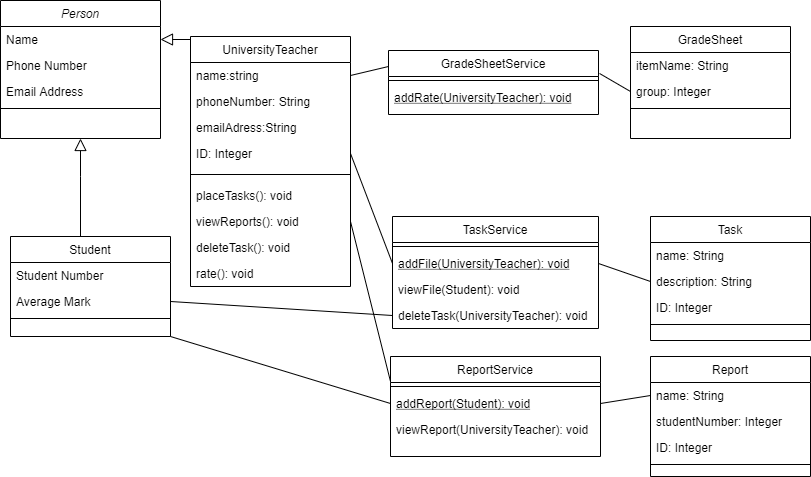 Person
Name
Phone Number
Email Address
UniversityTeacher
name:string
phoneNumber: String
emailAdress:String
ID: Integer
placeTasks(): void
viewReports(): void
deleteTask(): void
rate(): void
GradeSheetService
addRate(UniversityTeacher): void
GradeSheet
itemName: String
group: Integer
Student
Student Number
Average Mark
TaskService
addFile(UniversityTeacher): void
viewFile(Student): void
deleteTask(UniversityTeacher): void
Task
name: String
description: String
ID: Integer
ReportService
addReport(Student): void
viewReport(UniversityTeacher): void
Report
name: String
studentNumber: Integer
ID: Integer